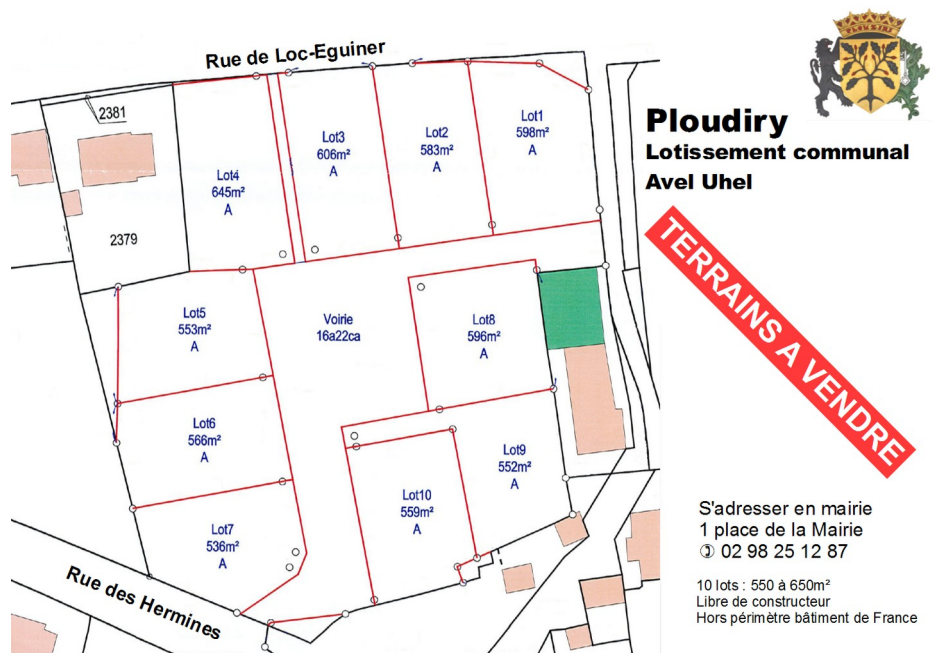 Rue de Loc-Eguiner
2381
2379
Lot4
645m²
A
Lot3
606m²
A
Lot2
583m²
A
Lot1
598m²
A
Lot5
553m²
A
Voirie
16a22ca
Lot8
596m²
A
Lot6
566m²
A
Lot9
552m²
A
Lot10
559m²
A
Lot7
536m²
A
Rue des Hermines
Ploudiry
Lotissement communal
Avel Uhel
TERRAINS A VENDRE
S'adresser en mairie
1 place de la Mairie
✆ 02 98 25 12 87
10 lots : 550 à 650m²
Libre de constructeur
Hors périmètre bâtiment de France